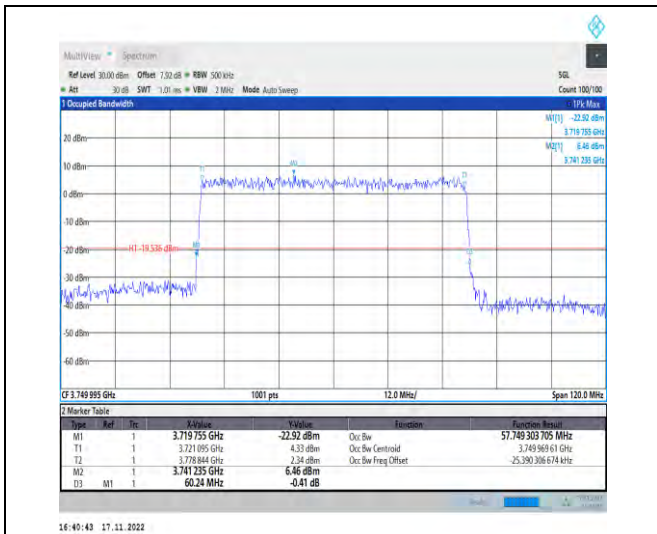 MultiView Spectrum
Ref Level 30.00 dBm Offset 7.92 dB RBW 500 kHz SGL
Att 30 dB SWT 1.01 ms VBW 2 MHz Mode Auto Sweep Count 100/100
1 Occupied Bandwidth 1Pk Max
M1[1] -22.92 dBm
3.719 755 GHz
M2[1] 6.46 dBm
3.741 235 GHz
20 dBm
10 dBm
0 dBm
-10 dBm
-20 dBm
H1 -19.536 dBm
-30 dBm
-40 dBm
-50 dBm
-60 dBm
CF 3.749 995 GHz 1001 pts 12.0 MHz/ Span 120.0 MHz
2 Marker Table
Type Ref Trc X-Value Y-Value Function Function Result
M1 1 3.719 755 GHz -22.92 dBm Occ Bw 57.749 303 705 MHz
T1 1 3.721 095 GHz 4.33 dBm Occ Bw Centroid 3.749 969 61 GHz
T2 1 3.778 844 GHz 2.34 dBm Occ Bw Freq Offset -25.390 306 674 kHz
M2 1 3.741 235 GHz 6.46 dBm
D3 M1 1 60.24 MHz -0.41 dB
16:40:43 17.11.2022